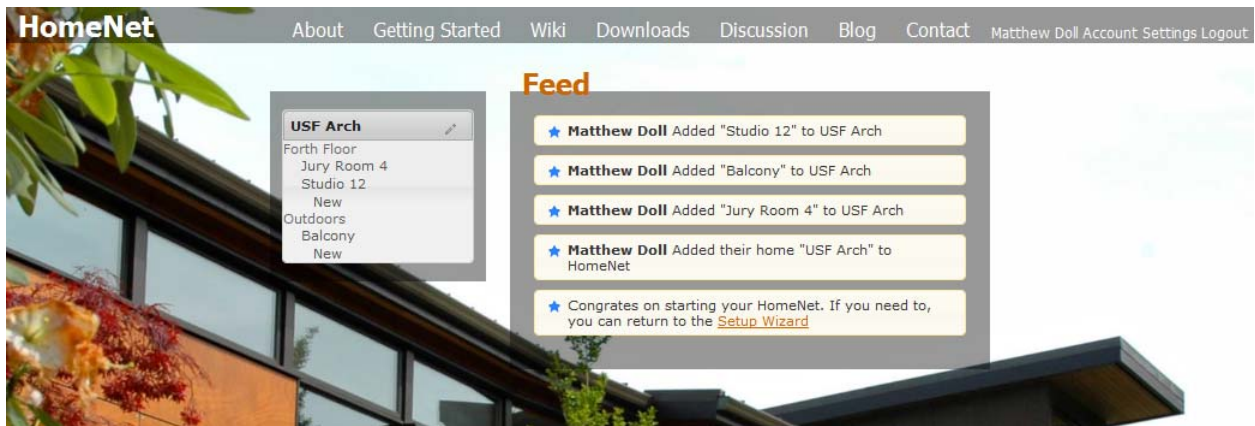 HomeNet About Getting Started Wiki Downloads Discussion Blog Contact Matthew Doll Account Settings Logout
USF Arch
Forth Floor
Jury Room 4
Studio 12
New
Outdoors
Balcony
New
Feed
Matthew Doll Added "Studio 12" to USF Arch
Matthew Doll Added "Balcony" to USF Arch
Matthew Doll Added "Jury Room 4" to USF Arch
Matthew Doll Added their home "USF Arch" to
HomeNet
Congrates on starting your HomeNet. If you need to,
you can return to the Setup Wizard